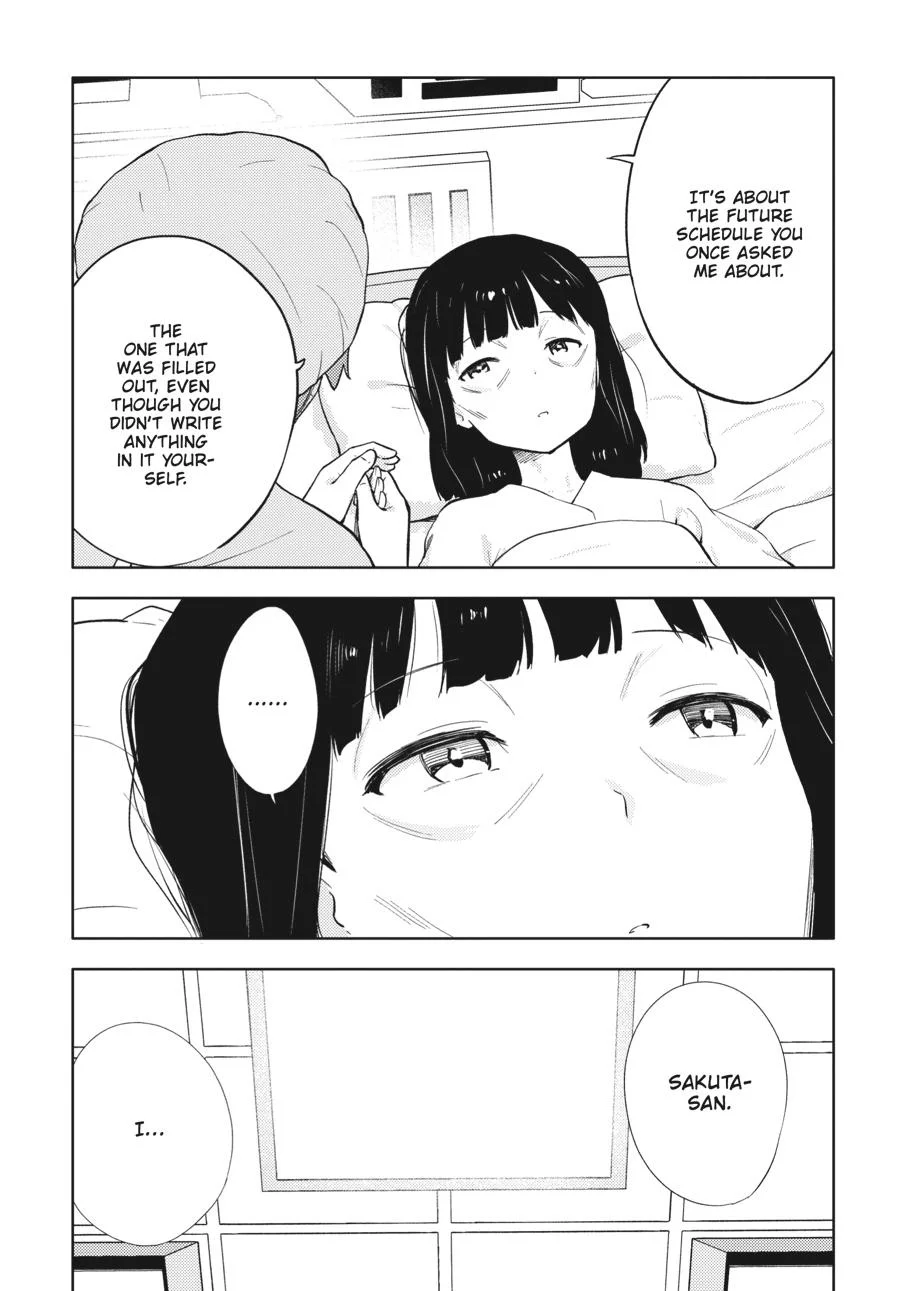 IT'S ABOUT
THE FUTURE
SCHEDULE YOU
ONCE ASKED
ME ABOUT.
THE
ONE THAT
WAS FILLED
OUT, EVEN
THOUGH YOU
DIDN'T WRITE
ANYTHING
IN IT YOUR-
SELF.
......
SAKUTA-
SAN.
I...